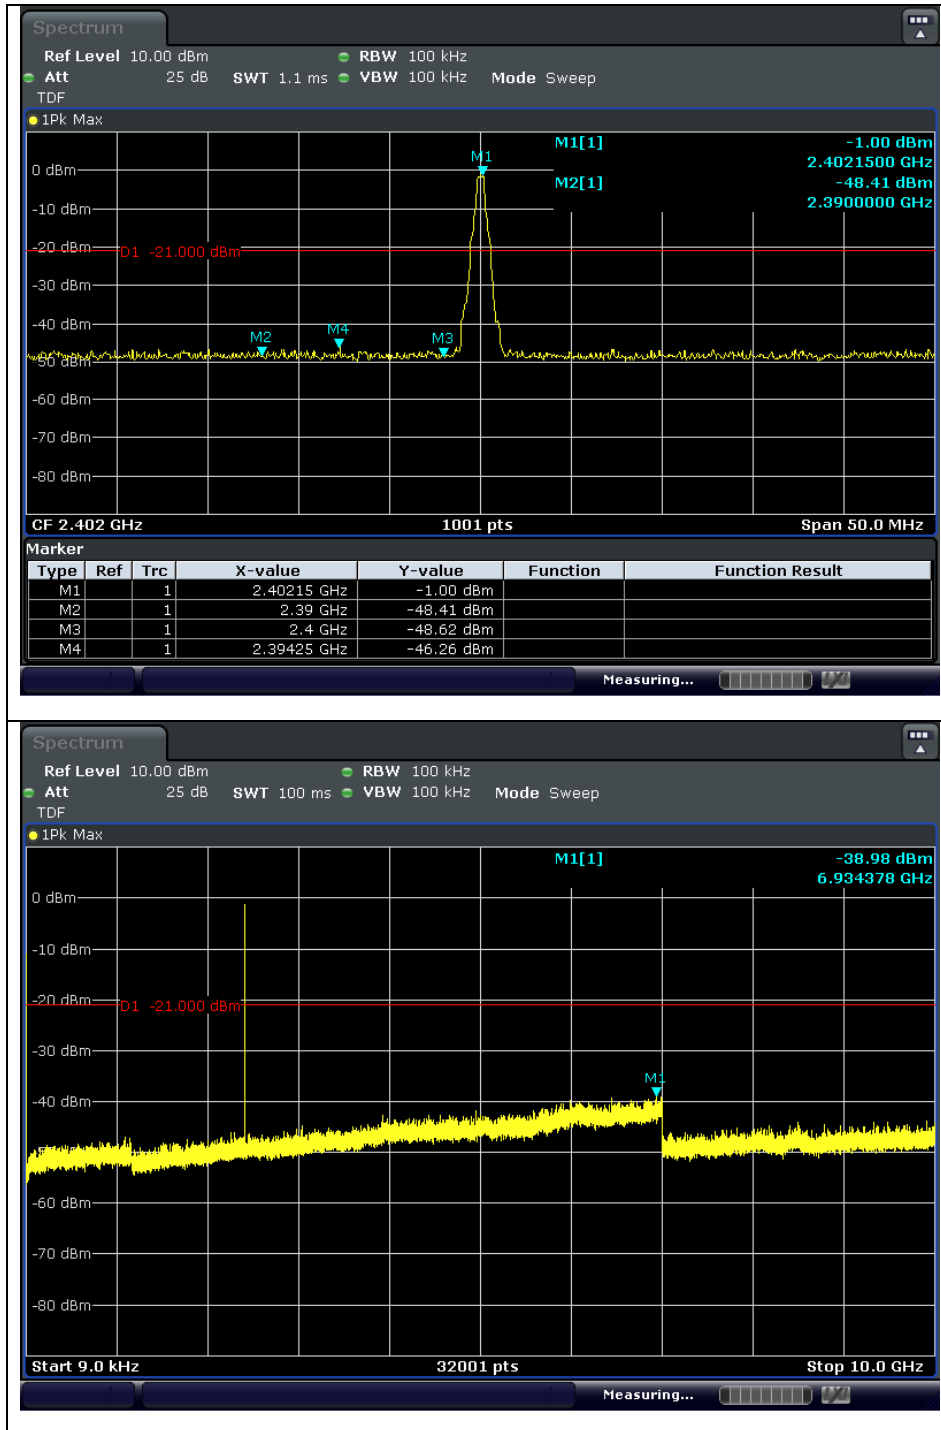 Spectrum
Ref Level 10.00 dBm RBW 100 kHz
Att 25 dB SWT 1.1 ms VBW 100 kHz Mode Sweep
TDF
1Pk Max
M1[1] -1.00 dBm
2.4021500 GHz
M2[1] -48.41 dBm
2.3900000 GHz
M1
0 dBm
-10 dBm
-20 dBm
D1 -21.000 dBm
-30 dBm
-40 dBm
M2 M4 M3
-50 dBm
-60 dBm
-70 dBm
-80 dBm
CF 2.402 GHz 1001 pts Span 50.0 MHz
Marker
Type Ref Trc X-value Y-value Function Function Result
M1 1 2.40215 GHz -1.00 dBm
M2 1 2.39 GHz -48.41 dBm
M3 1 2.4 GHz -48.62 dBm
M4 1 2.39425 GHz -46.26 dBm
Measuring...
Spectrum
Ref Level 10.00 dBm RBW 100 kHz
Att 25 dB SWT 100 ms VBW 100 kHz Mode Sweep
TDF
1Pk Max
M1[1] -38.98 dBm
6.934378 GHz
0 dBm
-10 dBm
-20 dBm
D1 -21.000 dBm
-30 dBm
M1
-40 dBm
-60 dBm
-70 dBm
-80 dBm
Start 9.0 kHz 32001 pts Stop 10.0 GHz
Measuring...